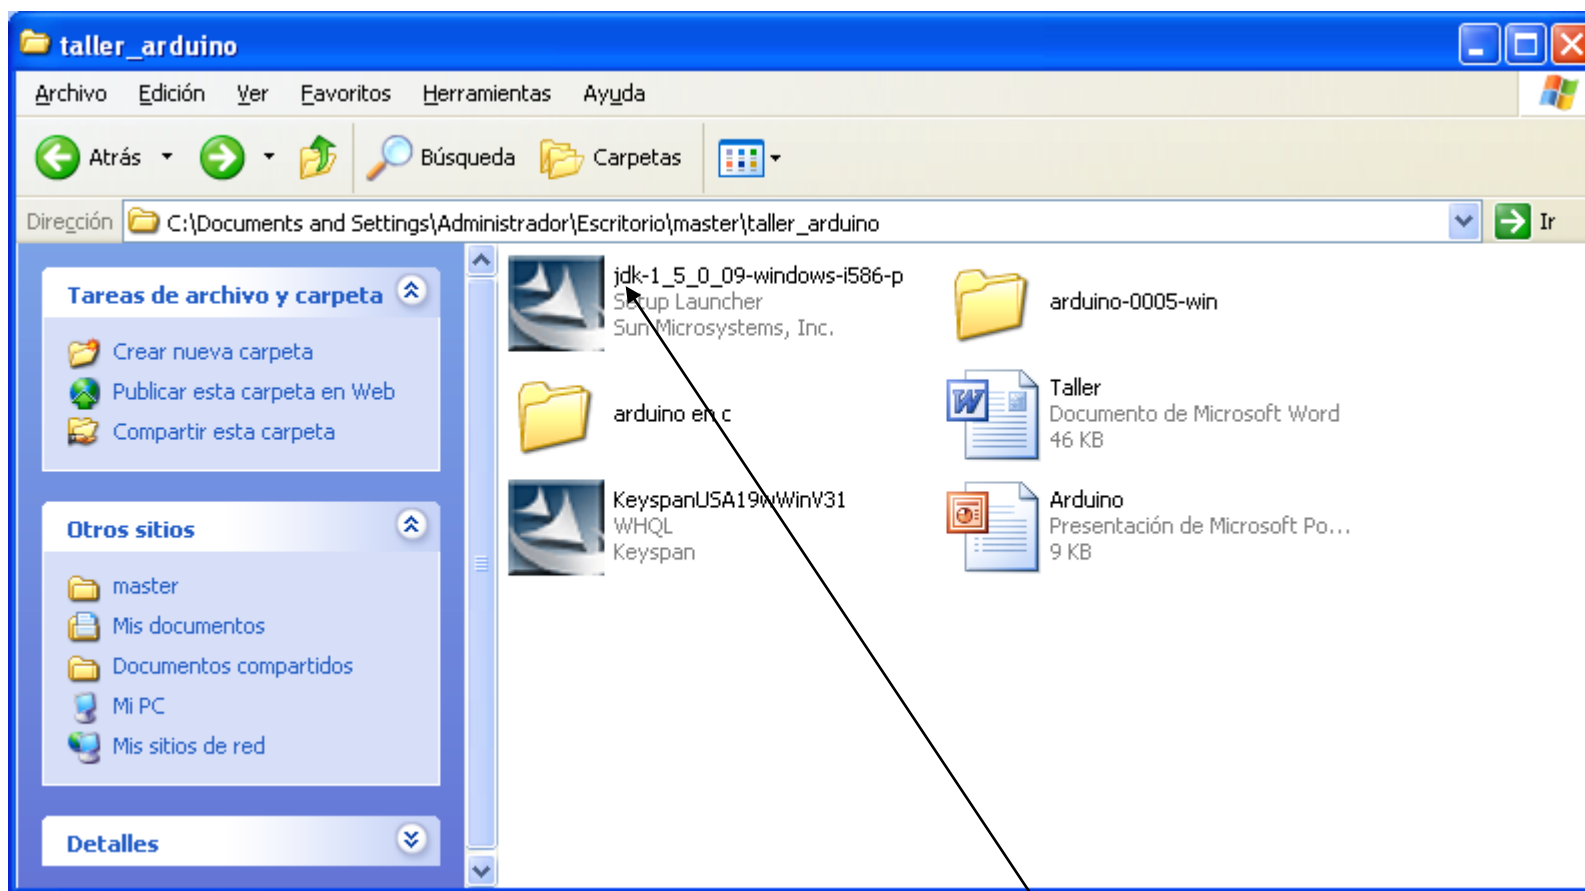 taller_arduino
Archivo Edición Ver Favoritos Herramientas Ayuda
Atrás Búsqueda Carpetas
Dirección C:\Documents and Settings\Administrador\Escritorio\master\taller_arduino Ir
Tareas de archivo y carpeta
Crear nueva carpeta
Publicar esta carpeta en Web
Compartir esta carpeta
Otros sitios
master
Mis documentos
Documentos compartidos
Mi PC
Mis sitios de red
Detalles
jdk-1_5_0_09-windows-i586-p
Setup Launcher
Sun Microsystems, Inc.
arduino-0005-win
arduino en c
Taller
Documento de Microsoft Word
46 KB
KeyspanUSA19wWinV31
WHQL
Keyspan
Arduino
Presentación de Microsoft Po...
9 KB